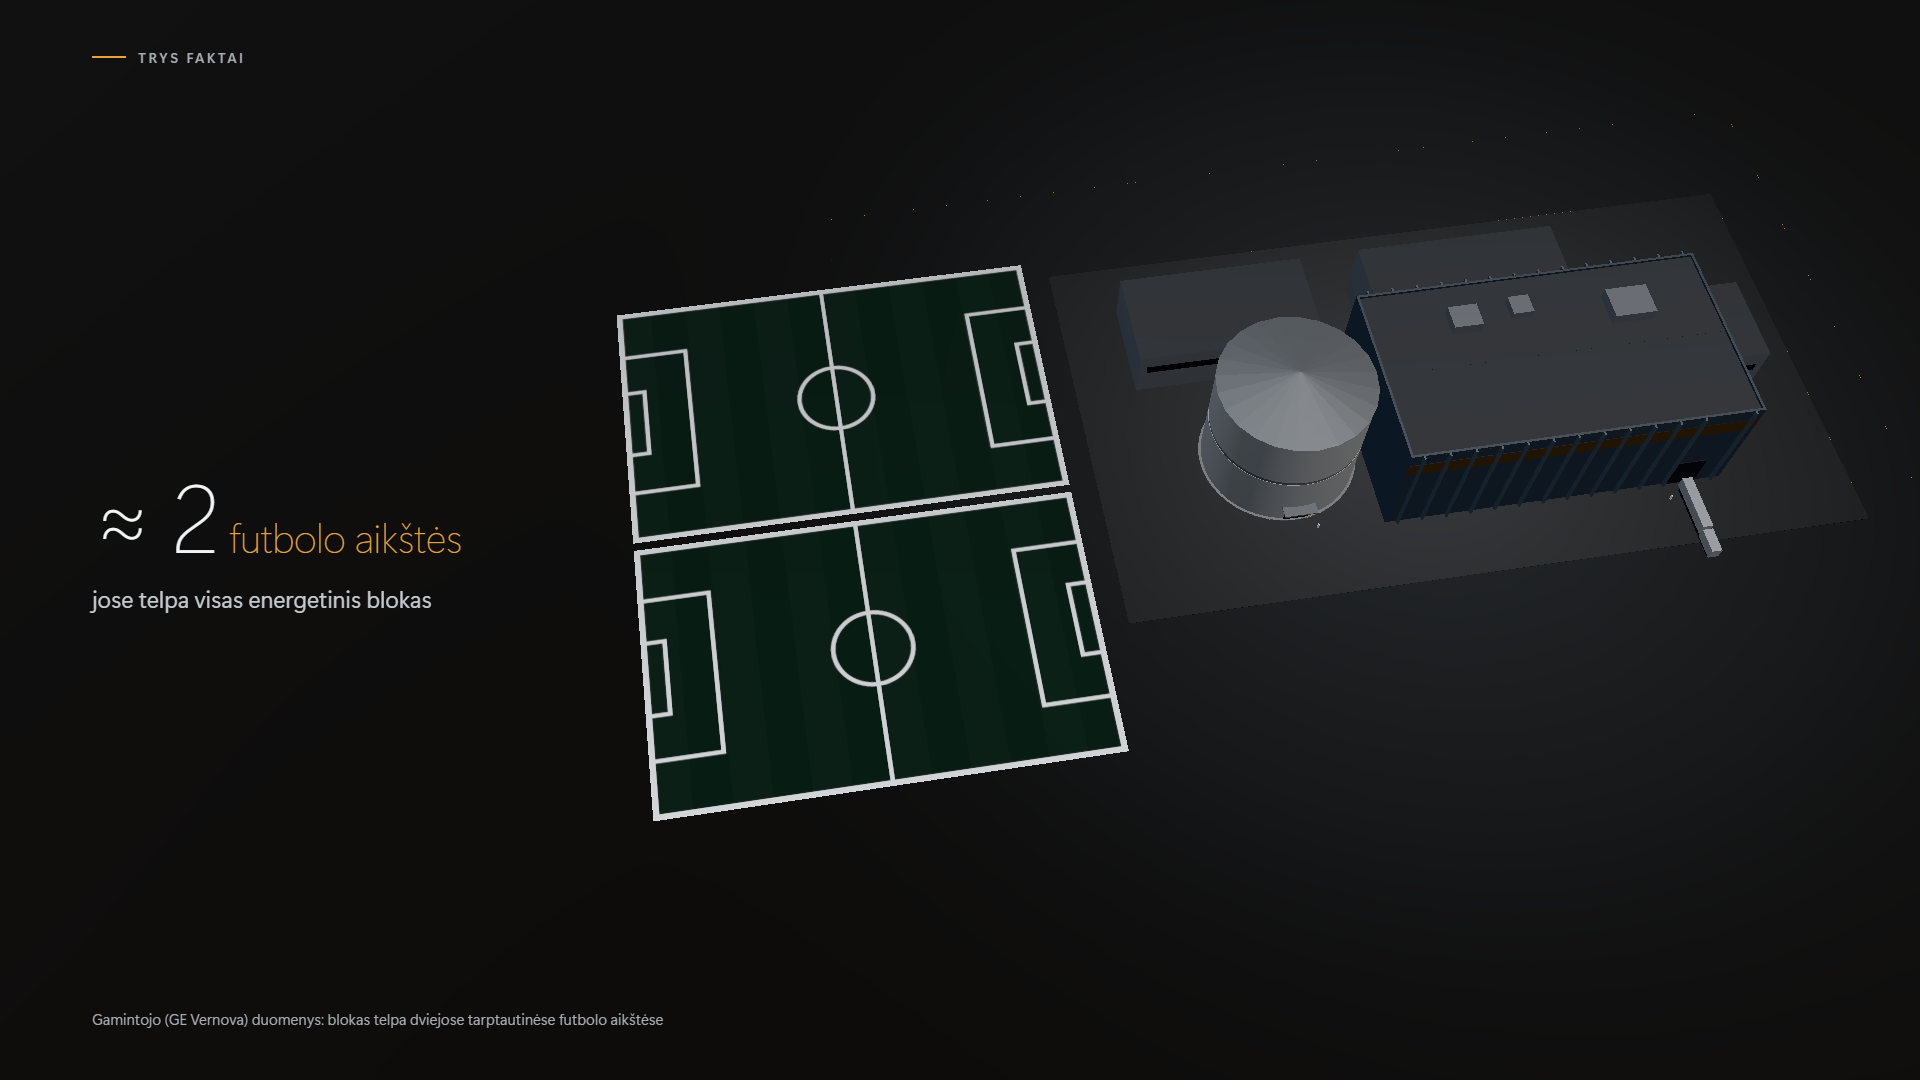 TRYS FAKTAI
≈ 2 futbolo aikštės
jose telpa visas energetinis blokas
Gamintojo (GE Vernova) duomenys: blokas telpa dviejose tarptautinėse futbolo aikštėse